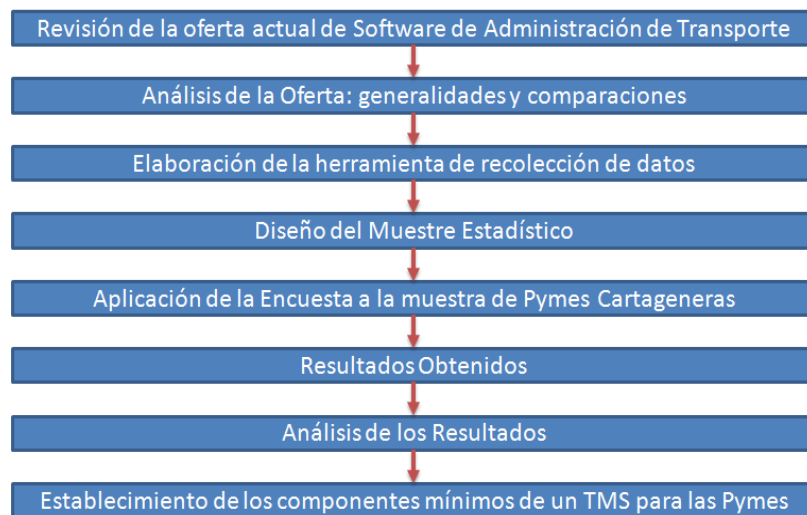 Revisión de la oferta actual de Software de Administración de Transporte
Análisis de la Oferta: generalidades y comparaciones
Elaboración de la herramienta de recolección de datos
Diseño del Muestre Estadístico
Aplicación de la Encuesta a la muestra de Pymes Cartageneras
Resultados Obtenidos
Análisis de los Resultados
Establecimiento de los componentes mínimos de un TMS para las Pymes